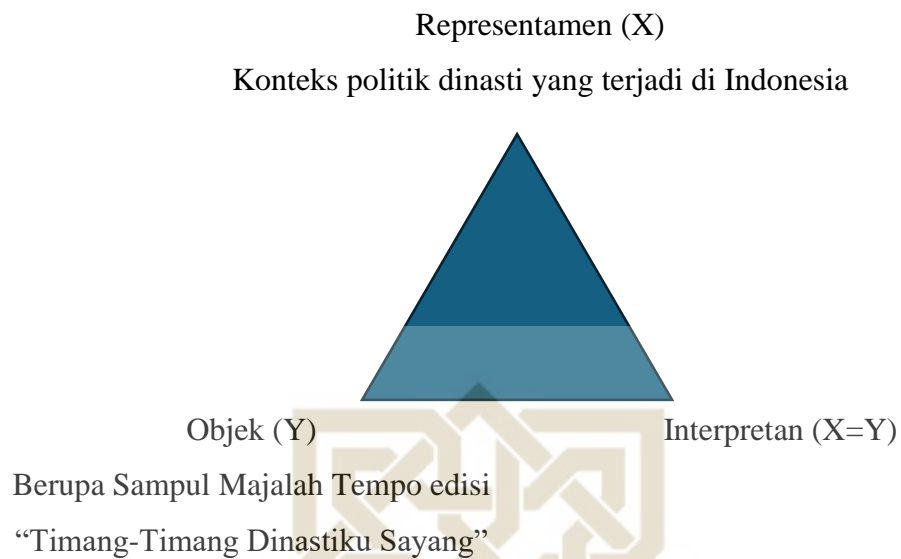 Representamen (X)
Konteks politik dinasti yang terjadi di Indonesia
Objek (Y)
Interpretan (X=Y)
Berupa Sampul Majalah Tempo edisi
“Timang-Timang Dinastiku Sayang”